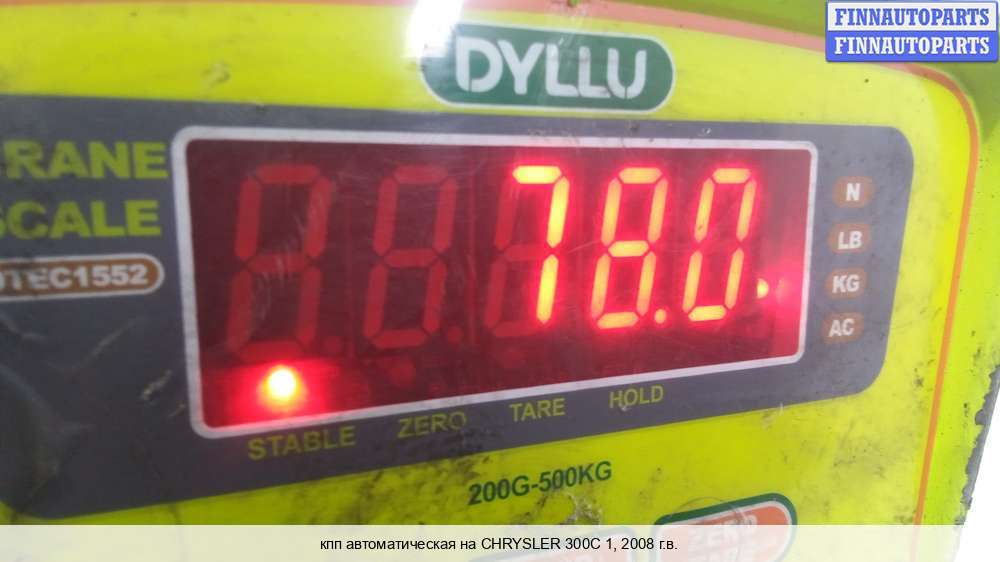 FINNAUTOPARTS
FINNAUTOPARTS
DYLLU
RANE
SCALE
TEC1552
78.0
N
LB
KG
AC
STABLE
ZERO
TARE
HOLD
200G-500KG
кпп автоматическая на CHRYSLER 300C 1, 2008 г.в.